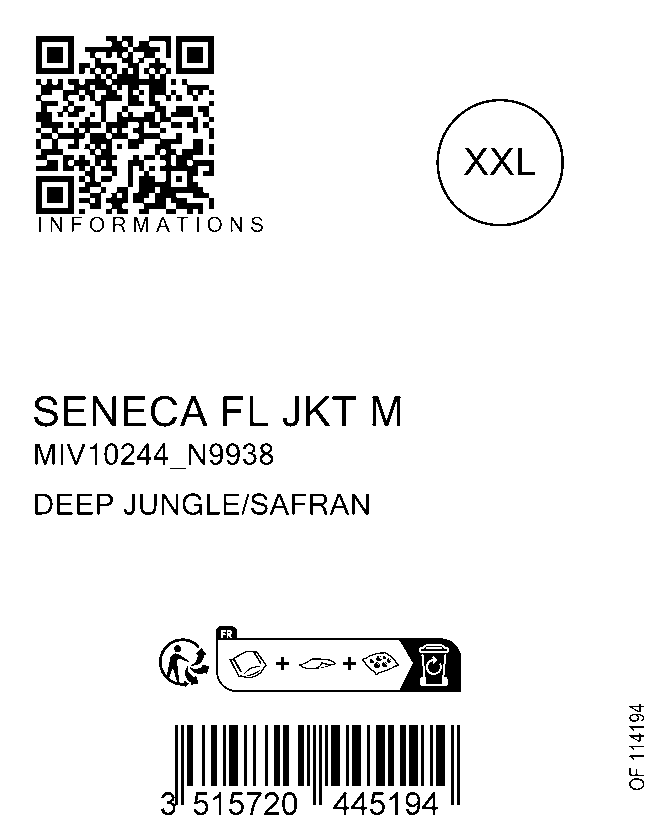 INFORMATIONS
XXL
SENECA FL JKT M
MIV10244_N9938
DEEP JUNGLE/SAFRAN
FR
3 515720 445194
OF 114194